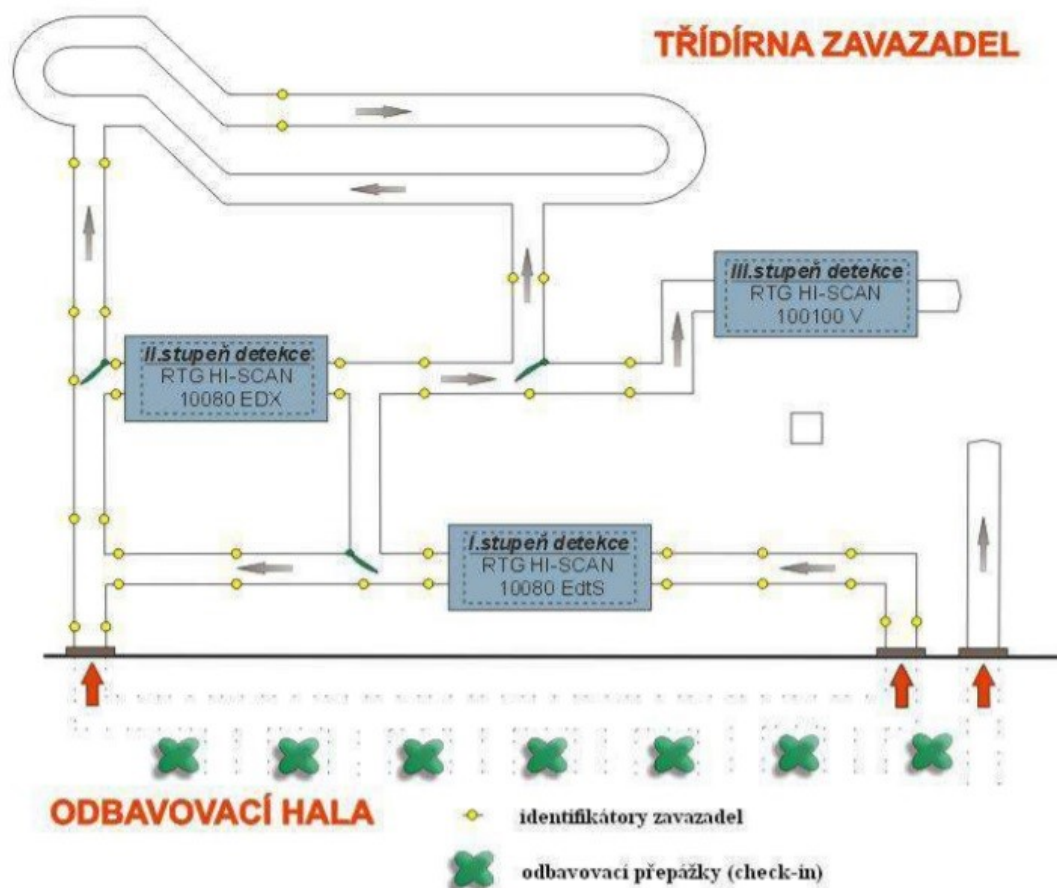 TŘÍDÍRNA ZAVAZADEL
III.stupeň detekce
RTG HI-SCAN
100100 V
II.stupeň detekce
RTG HI-SCAN
10080 EDX
I.stupeň detekce
RTG HI-SCAN
10080 EdtS
ODBAVOVACÍ HALA
identifikátory zavazadel
odbavovací přepážky (check-in)